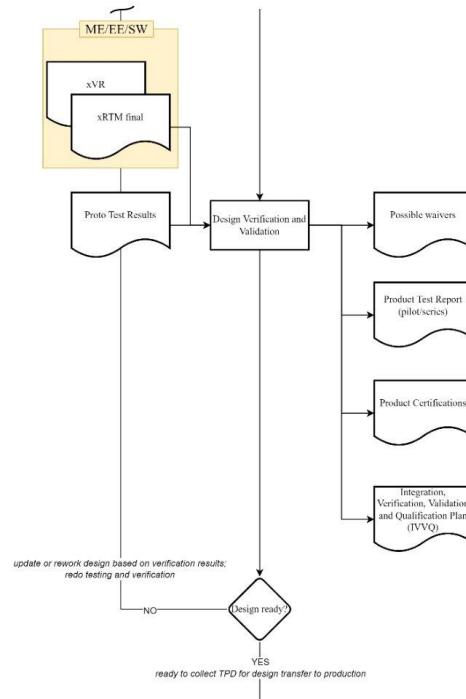 ME/EE/SW
xVR
xRTM final
Proto Test Results
Design Verification and
Validation
Possible waivers
Product Test Report
(pilot/series)
Product Certifications
Integration,
Verification, Validation
and Qualification Plan
(IVVQ)
update or rework design based on verification results;
redo testing and verification
NO
Design ready?
YES
ready to collect TPD for design transfer to production